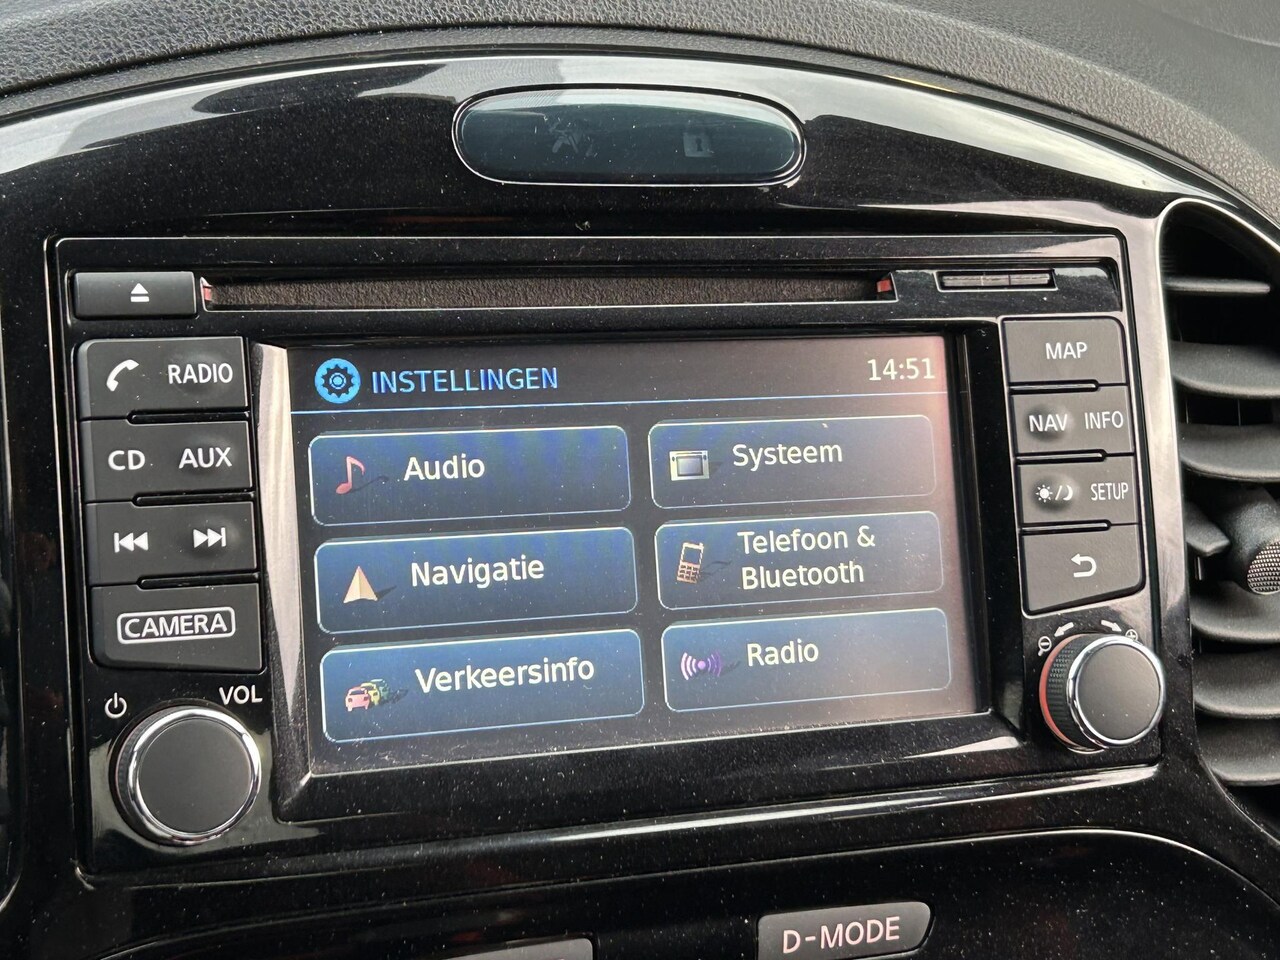 RADIO
CD AUX
CAMERA
VOL
INSTELLINGEN 14:51
Audio
Systeem
Navigatie
Telefoon &
Bluetooth
Verkeersinfo
Radio
MAP
NAV INFO
SETUP
D-MODE